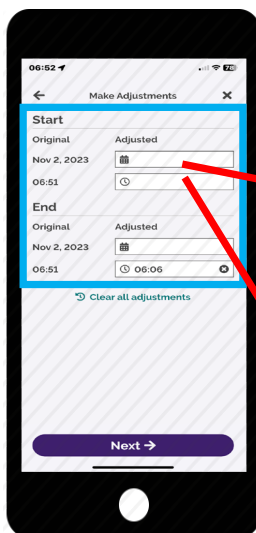 06:52
78
Make Adjustments
Start
Original Adjusted
Nov 2, 2023
06:51
End
Original Adjusted
Nov 2, 2023
06:51 06:06
Clear all adjustments
Next →